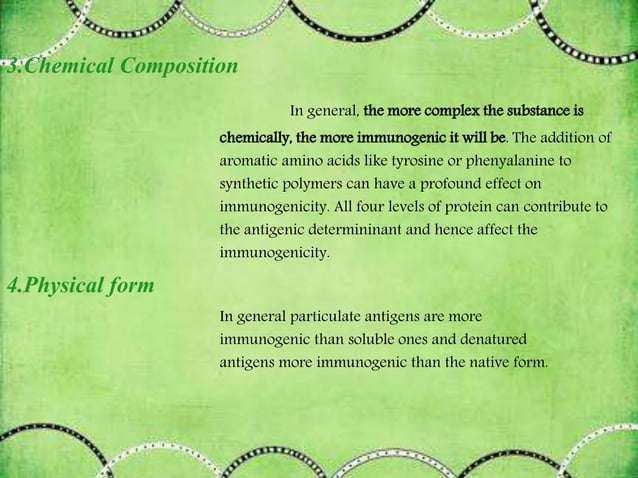 3.Chemical Composition
In general, the more complex the substance is
chemically, the more immunogenic it will be. The addition of
aromatic amino acids like tyrosine or phenyalanine to
synthetic polymers can have a profound effect on
immunogenicity. All four levels of protein can contribute to
the antigenic determininant and hence affect the
immunogenicity.
4.Physical form
In general particulate antigens are more
immunogenic than soluble ones and denatured
antigens more immunogenic than the native form.